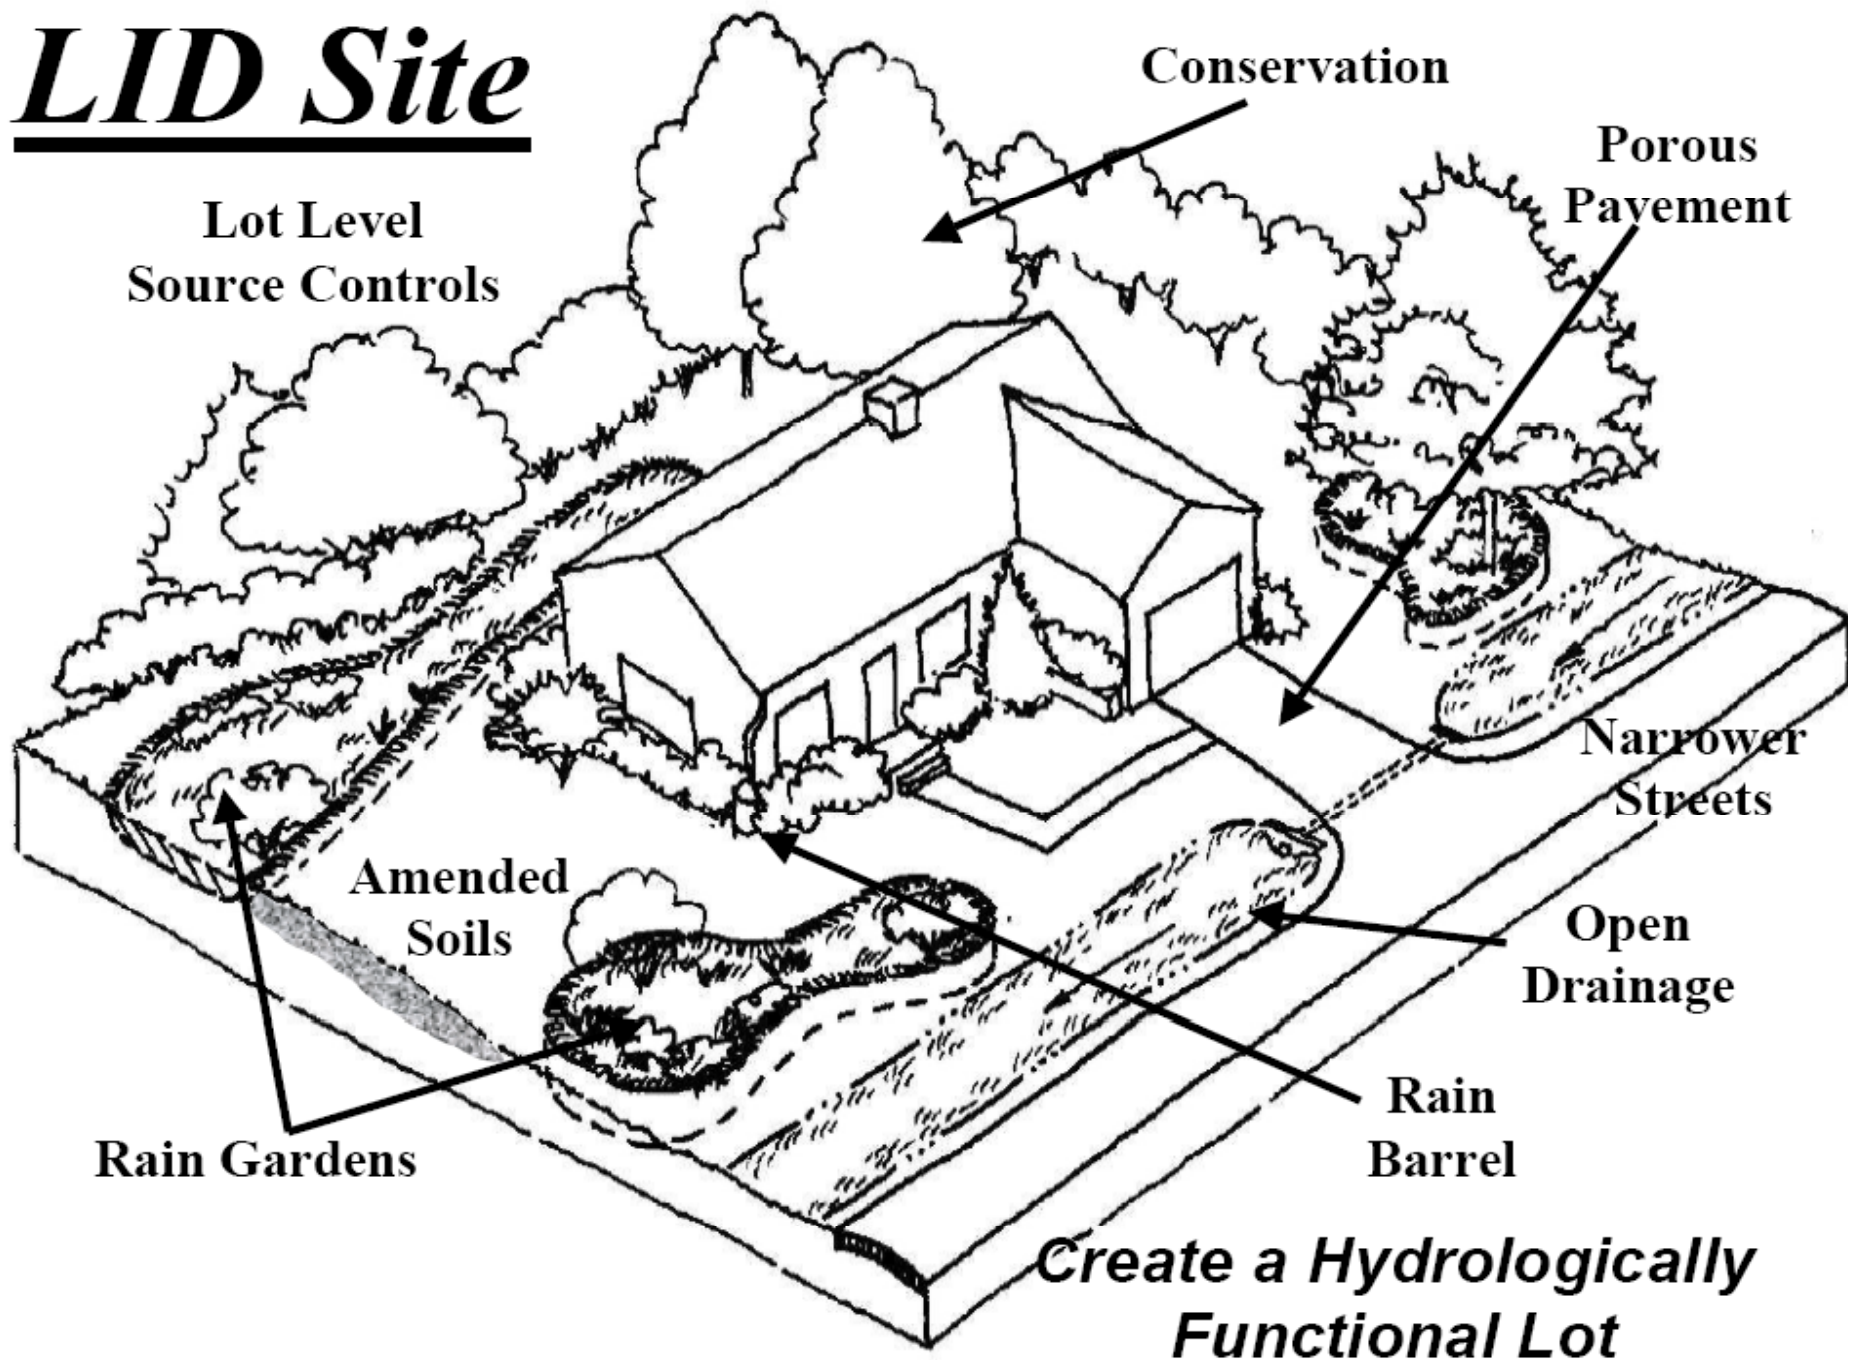 LID Site
Conservation
Porous
Pavement
Lot Level
Source Controls
Narrower
Streets
Amended
Soils
Open
Drainage
Rain
Barrel
Rain Gardens
Create a Hydrologically
Functional Lot